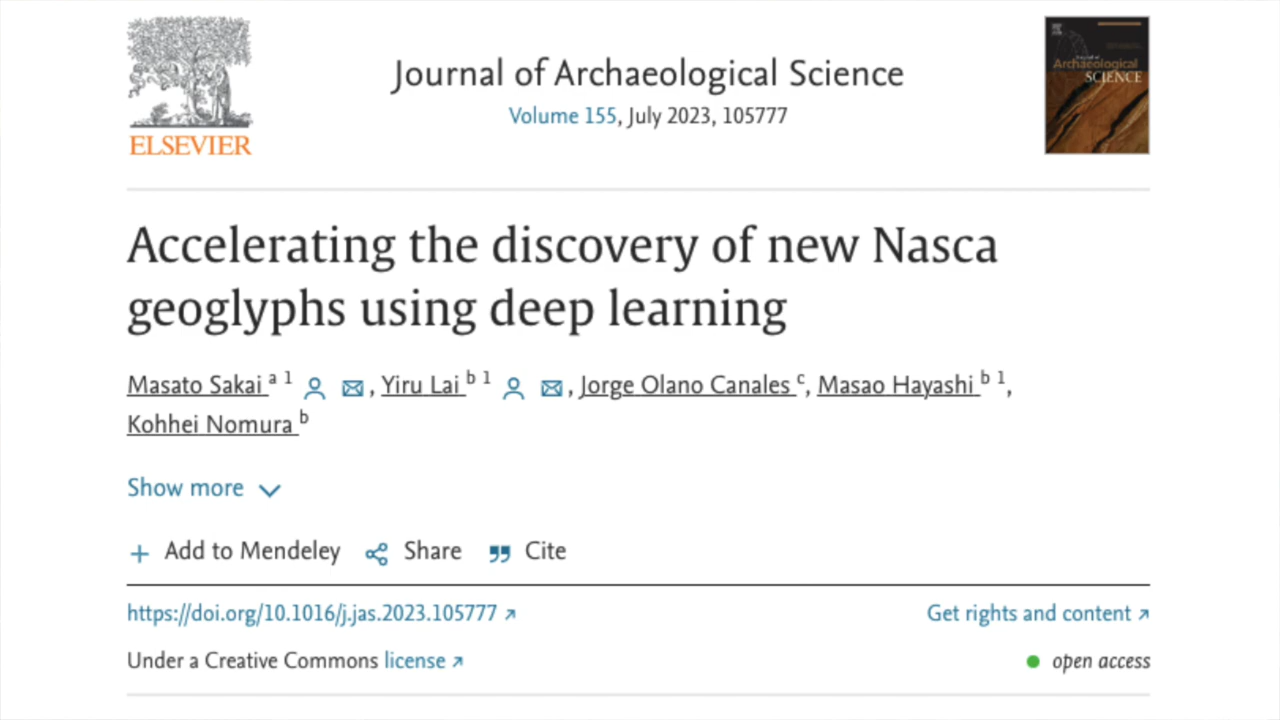 Journal of Archaeological Science
Volume 155, July 2023, 105777
ELSEVIER
Archaeological
SCIENCE
Accelerating the discovery of new Nasca
geoglyphs using deep learning
Masato Sakai a 1, Yiru Lai b 1, Jorge Olano Canales c, Masao Hayashi b 1,
Kohhei Nomura b
Show more
Add to Mendeley Share Cite
https://doi.org/10.1016/j.jas.2023.105777 Get rights and content
Under a Creative Commons license open access